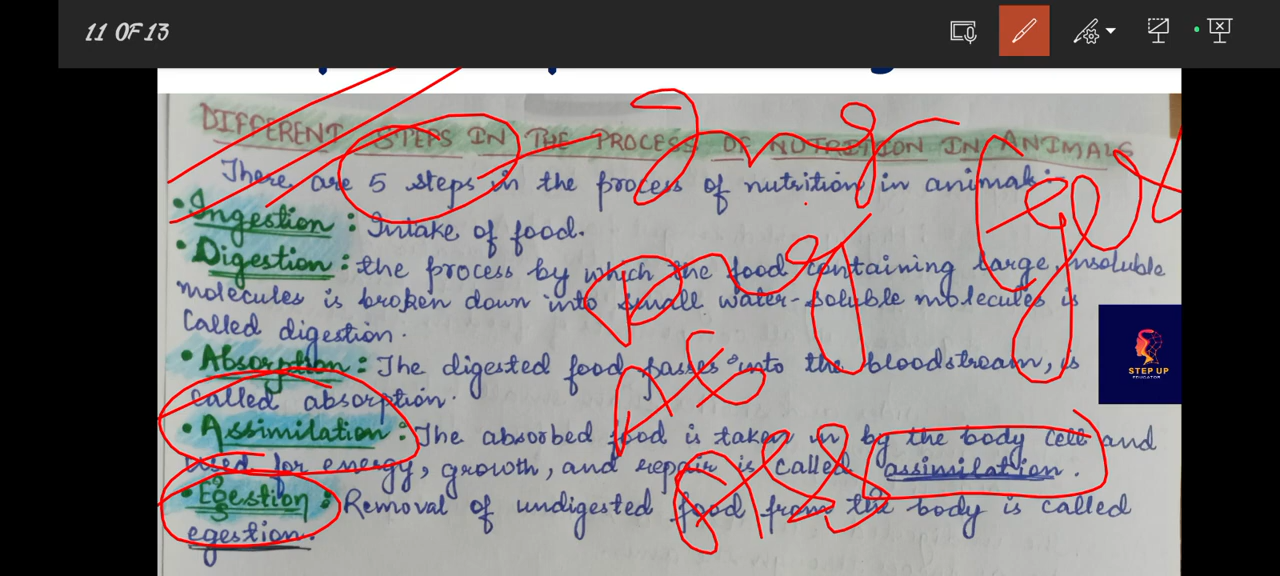 11 OF 13
DIFFERENT STEPS IN THE PROCESS OF NUTRITION IN ANIMALS
There are 5 steps in the process of nutrition in animals:-
• Ingestion : Intake of food.
• Digestion : the process by which the food containing large, insoluble
molecules is broken down into small water-soluble molecules is
called digestion.
• Absorption : The digested food passes into the bloodstream, is
called absorption.
• Assimilation : The absorbed food is taken in by the body cell and
used for energy, growth, and repair is called assimilation.
• Egestion : Removal of undigested food from the body is called
egestion.
STEP UP
EDUCATOR